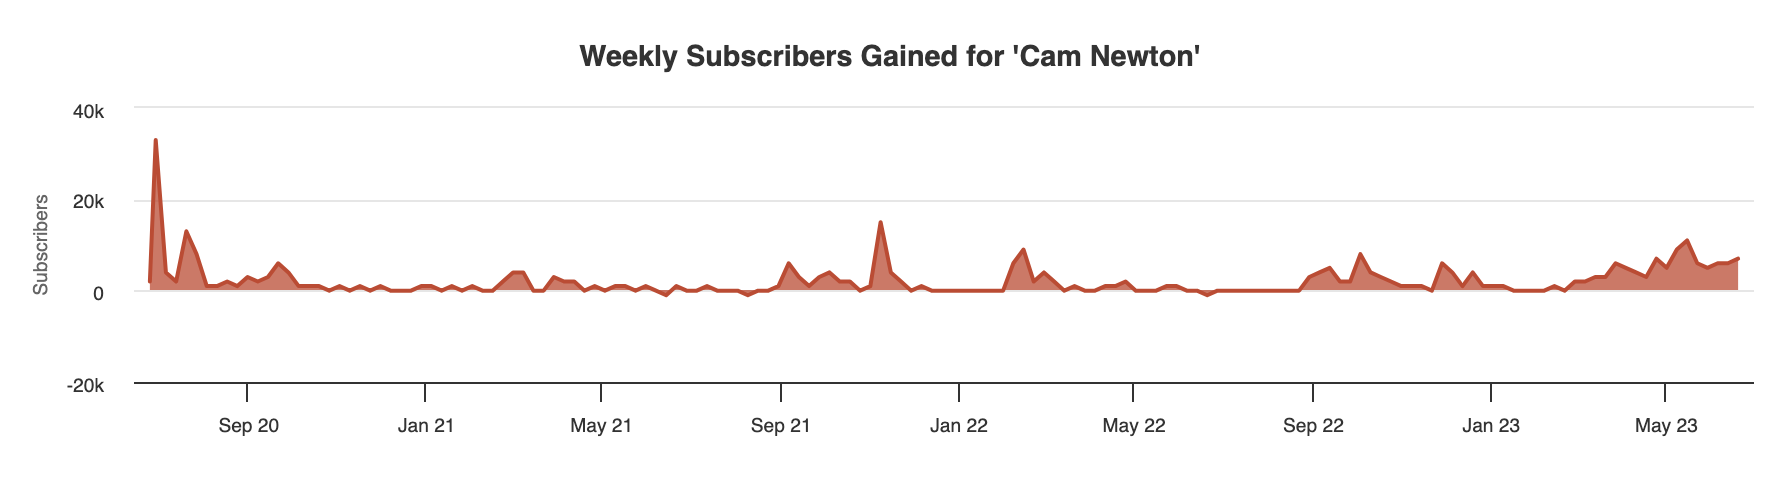 Weekly Subscribers Gained for 'Cam Newton'
40k
20k
0
-20k
Subscribers
Sep 20
Jan 21
May 21
Sep 21
Jan 22
May 22
Sep 22
Jan 23
May 23